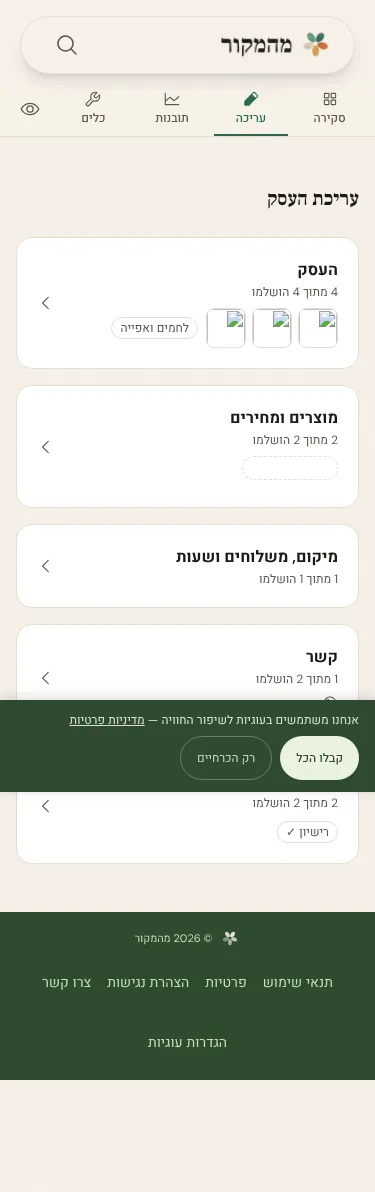 מהמקור
סקירה
עריכה
תובנות
כלים
עריכת העסק
העסק
4 מתוך 4 הושלמו
לחמים ואפייה
מוצרים ומחירים
2 מתוך 2 הושלמו
מיקום, משלוחים ושעות
1 מתוך 1 הושלמו
קשר
1 מתוך 2 הושלמו
אנחנו משתמשים בעוגיות לשיפור החוויה — מדיניות פרטיות
קבלו הכל
רק הכרחיים
2 מתוך 2 הושלמו
רישיון ✓
© 2026 מהמקור
תנאי שימוש
פרטיות
הצהרת נגישות
צרו קשר
הגדרות עוגיות